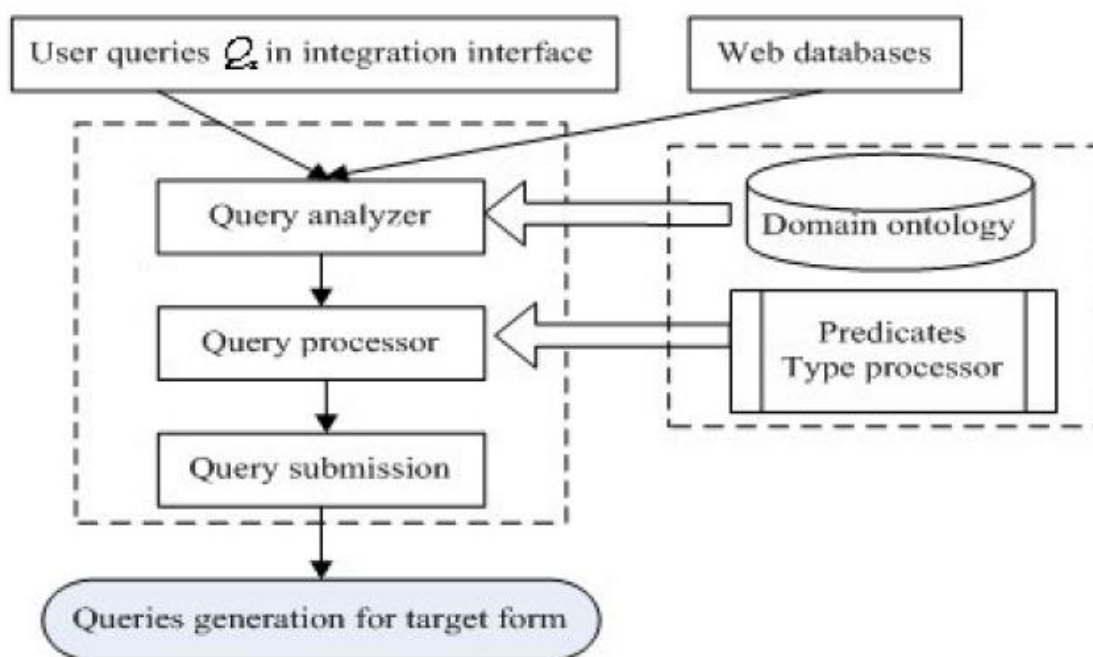 User queries Qs in integration interface
Web databases
Query analyzer
Domain ontology
Query processor
Predicates
Type processor
Query submission
Queries generation for target form